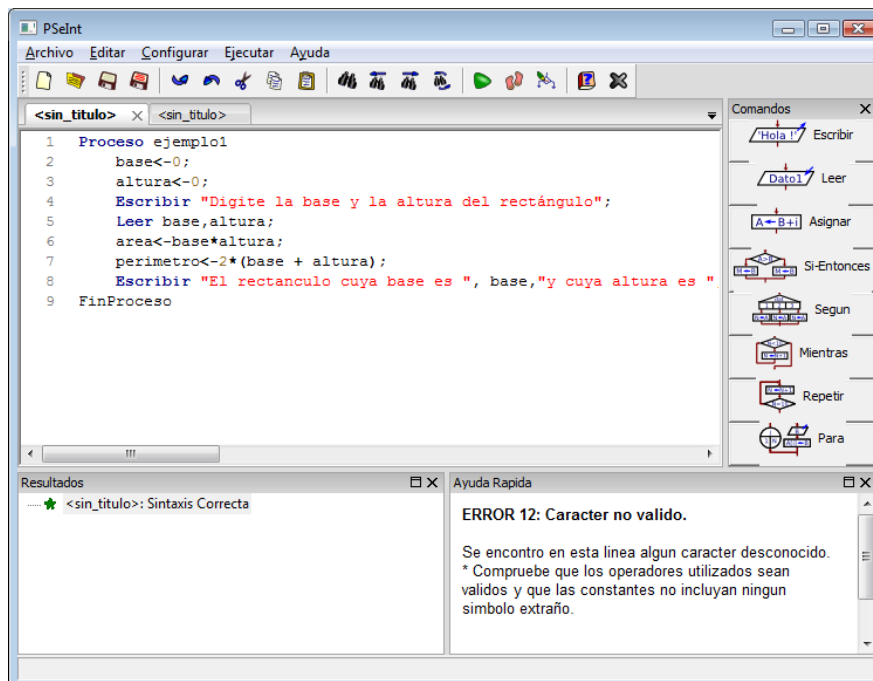 PSeInt
Archivo Editar Configurar Ejecutar Ayuda
<sin_titulo> <sin_titulo>
1 Proceso ejemplo1
2 base<-0;
3 altura<-0;
4 Escribir "Digite la base y la altura del rectángulo";
5 Leer base,altura;
6 area<-base*altura;
7 perimetro<-2*(base + altura);
8 Escribir "El rectanculo cuya base es ", base,"y cuya altura es "
9 FinProceso
Comandos
'Hola !' Escribir
Dato1 Leer
A←B+i Asignar
Si-Entonces
Segun
Mientras
Repetir
Para
Resultados
<sin_titulo>: Sintaxis Correcta
Ayuda Rapida
ERROR 12: Caracter no valido.
Se encontro en esta linea algun caracter desconocido.
* Compruebe que los operadores utilizados sean
validos y que las constantes no incluyan ningun
simbolo extraño.